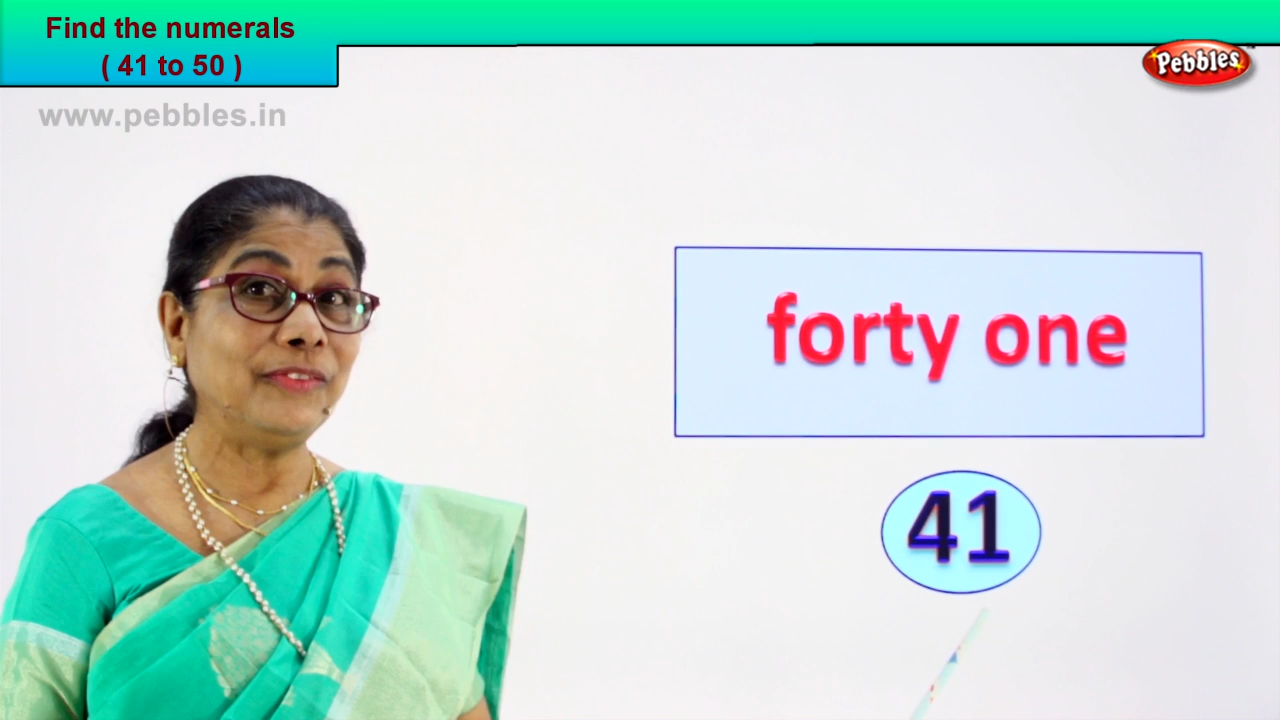 Find the numerals
( 41 to 50 )
Pebbles
www.pebbles.in
forty one
41